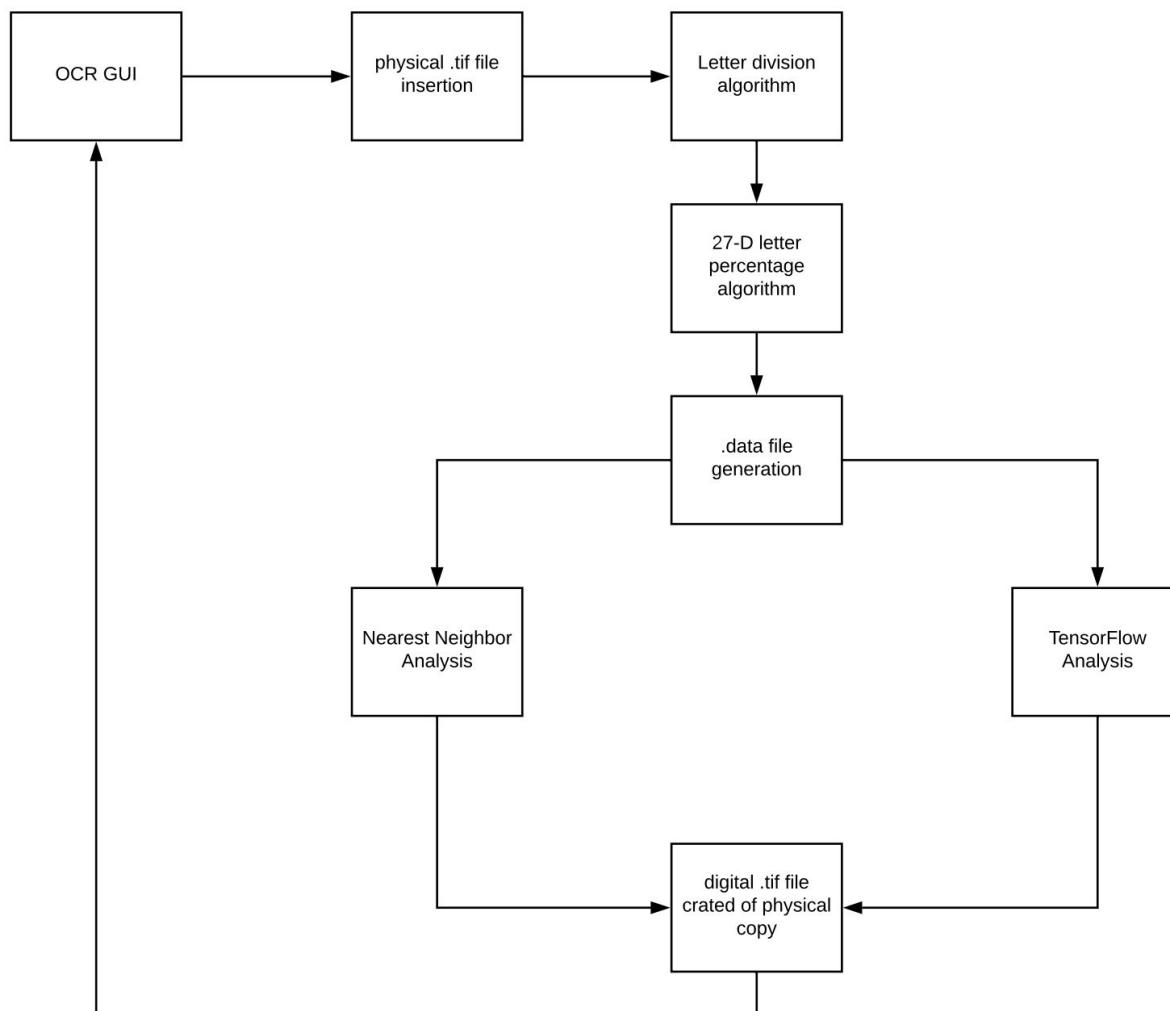 OCR GUI
physical .tif file
insertion
Letter division
algorithm
27-D letter
percentage
algorithm
.data file
generation
Nearest Neighbor
Analysis
TensorFlow
Analysis
digital .tif file
crated of physical
copy